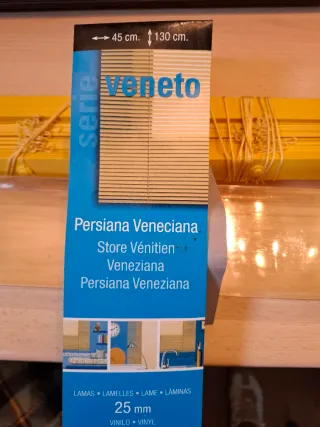 45 cm. 130 cm.
serie
veneto
Persiana Veneciana
Store Vénitien
Veneziana
Persiana Veneziana
LAMAS • LAMELLES • LAME • LÁMINAS
25 mm
VINILO • VINYL